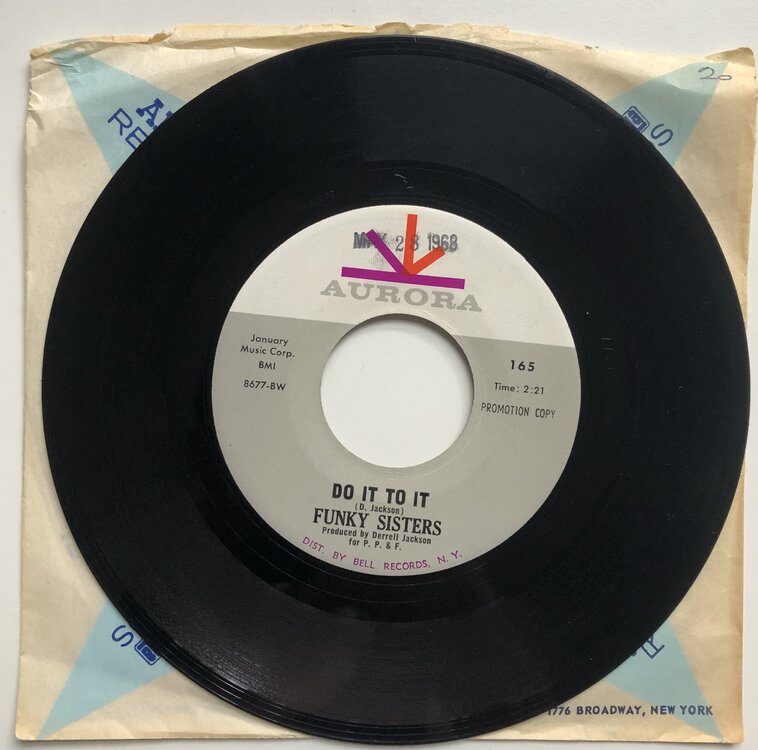 20
MAY 28 1968
AURORA
January
Music Corp.
BMI
8677-BW
165
Time: 2:21
PROMOTION COPY
DO IT TO IT
(D. Jackson)
FUNKY SISTERS
Produced by Derrell Jackson
for P. P. & F.
DIST. BY BELL RECORDS, N. Y.
1776 BROADWAY, NEW YORK